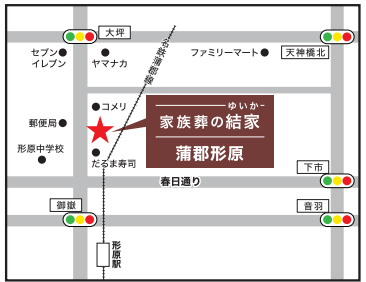 大坪
セブン
イレブン
ヤマナカ
名鉄蒲郡線
ファミリーマート
天神橋北
コメリ
郵便局
形原中学校
だるま寿司
ゆいかｰ
家族葬の結家
蒲郡形原
下市
春日通り
御嶽
音羽
形原駅